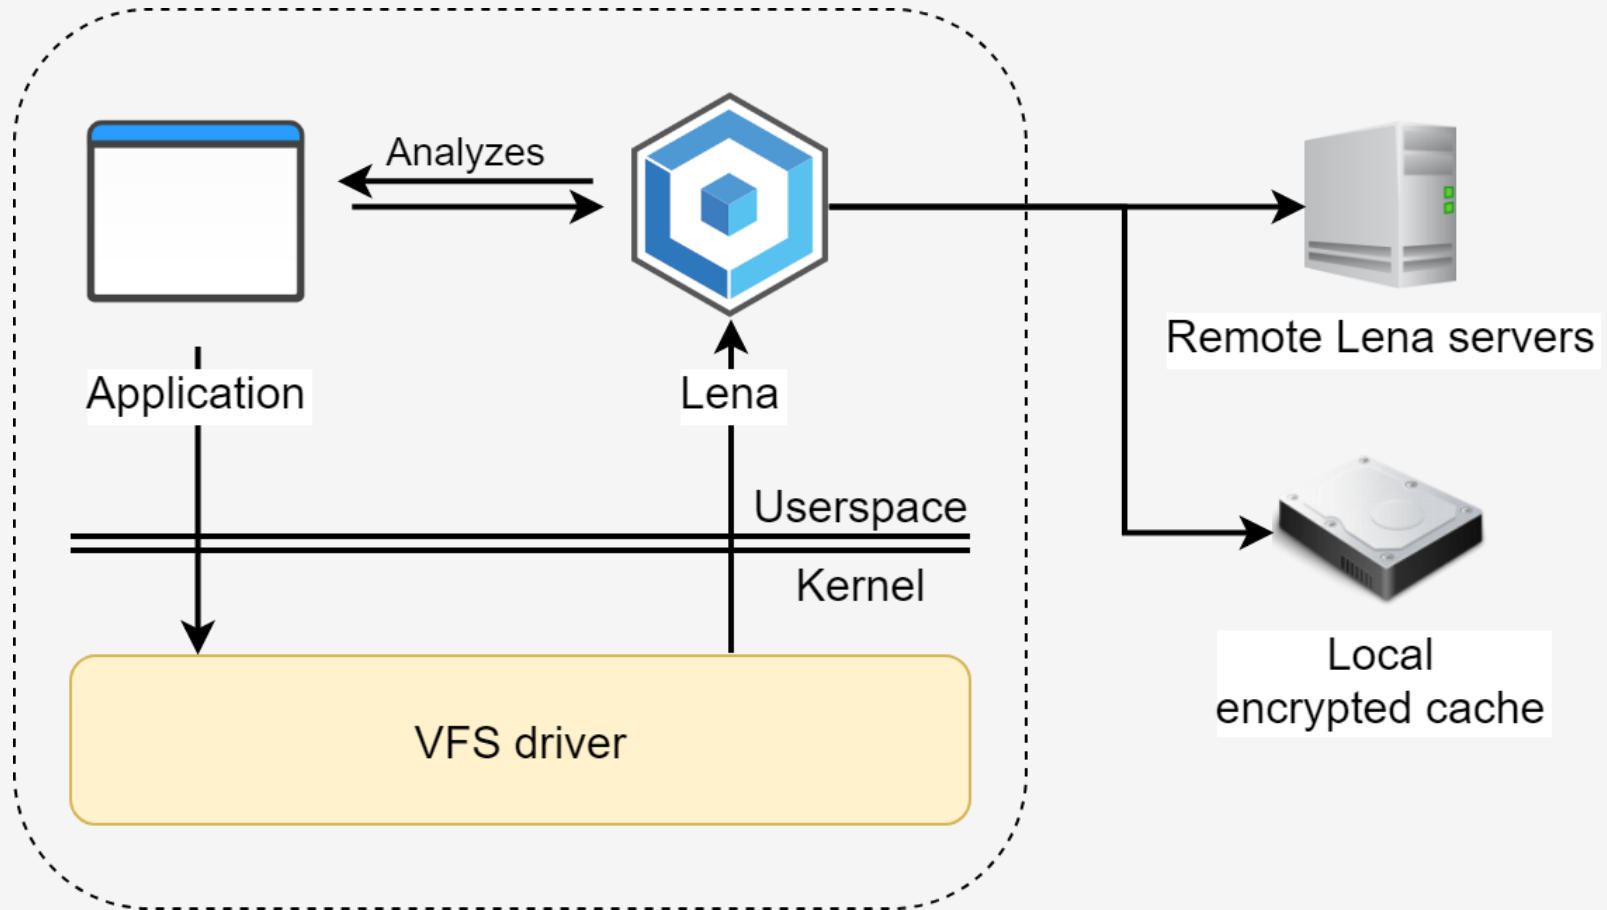 Analyzes
Remote Lena servers
Application
Lena
Userspace
Kernel
Local
encrypted cache
VFS driver